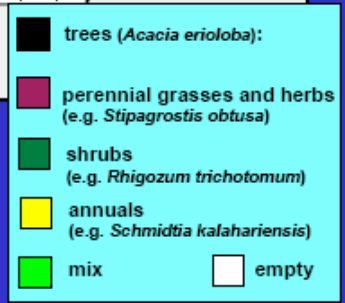 trees (Acacia erioloba):
perennial grasses and herbs
(e.g. Stipagrostis obtusa)
shrubs
(e.g. Rhigozum trichotomum)
annuals
(e.g. Schmidtia kalahariensis)
mix empty